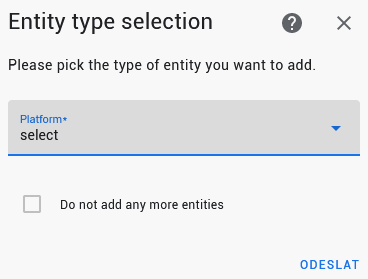 Entity type selection
Please pick the type of entity you want to add.
Platform*
select
Do not add any more entities
ODESLAT